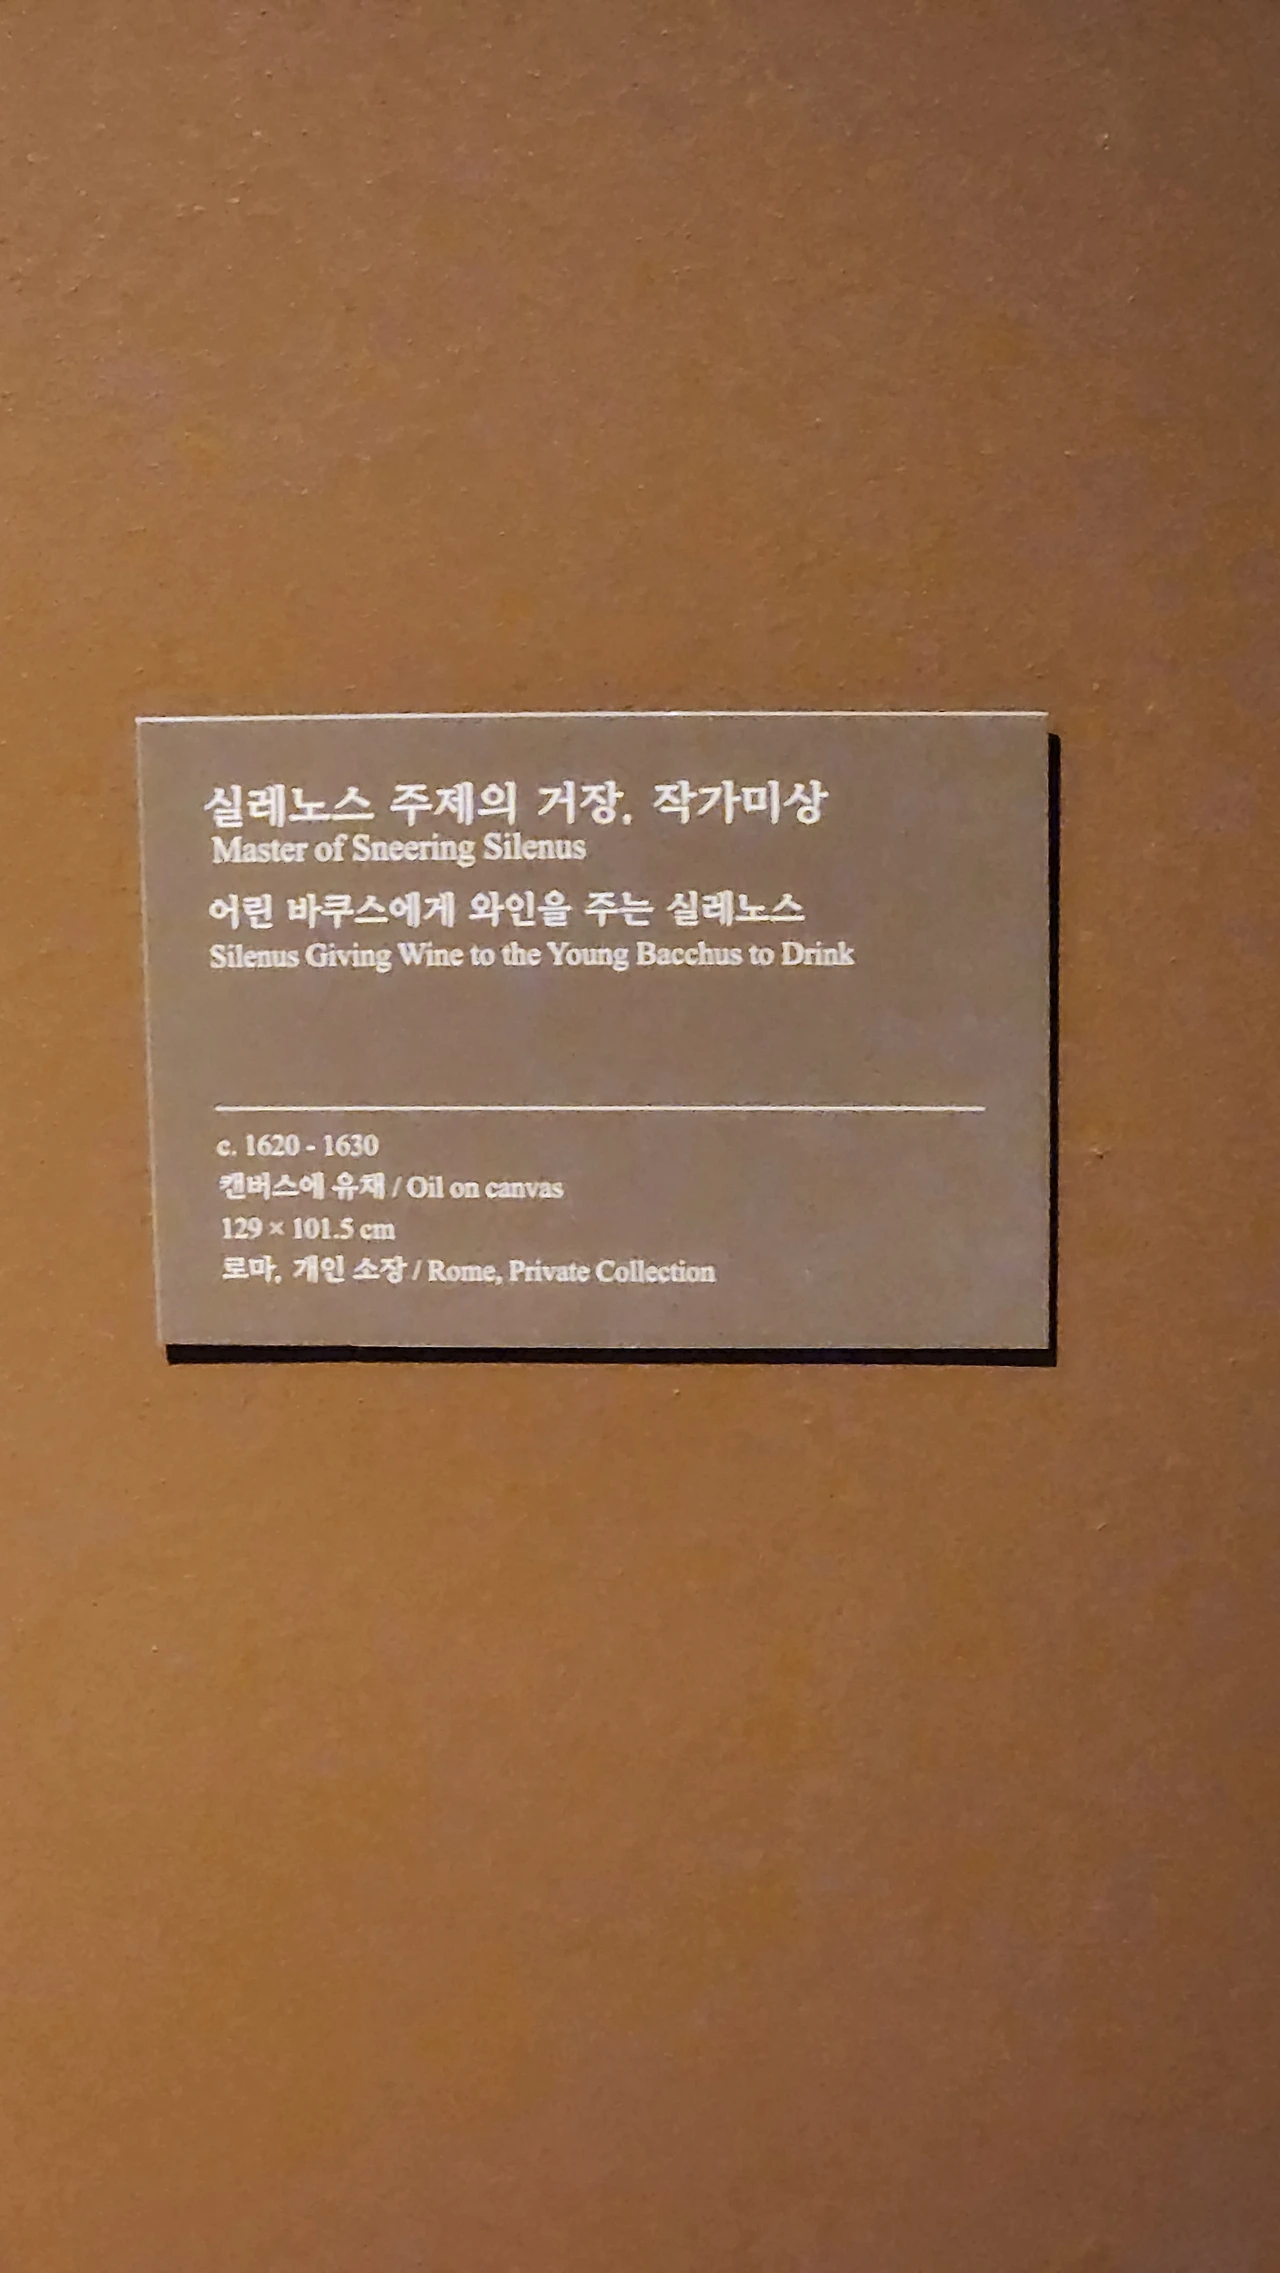 실레노스 주제의 거장, 작가미상
Master of Sneering Silenus
어린 바쿠스에게 와인을 주는 실레노스
Silenus Giving Wine to the Young Bacchus to Drink
c. 1620 - 1630
캔버스에 유채 / Oil on canvas
129 × 101.5 cm
로마, 개인 소장 / Rome, Private Collection